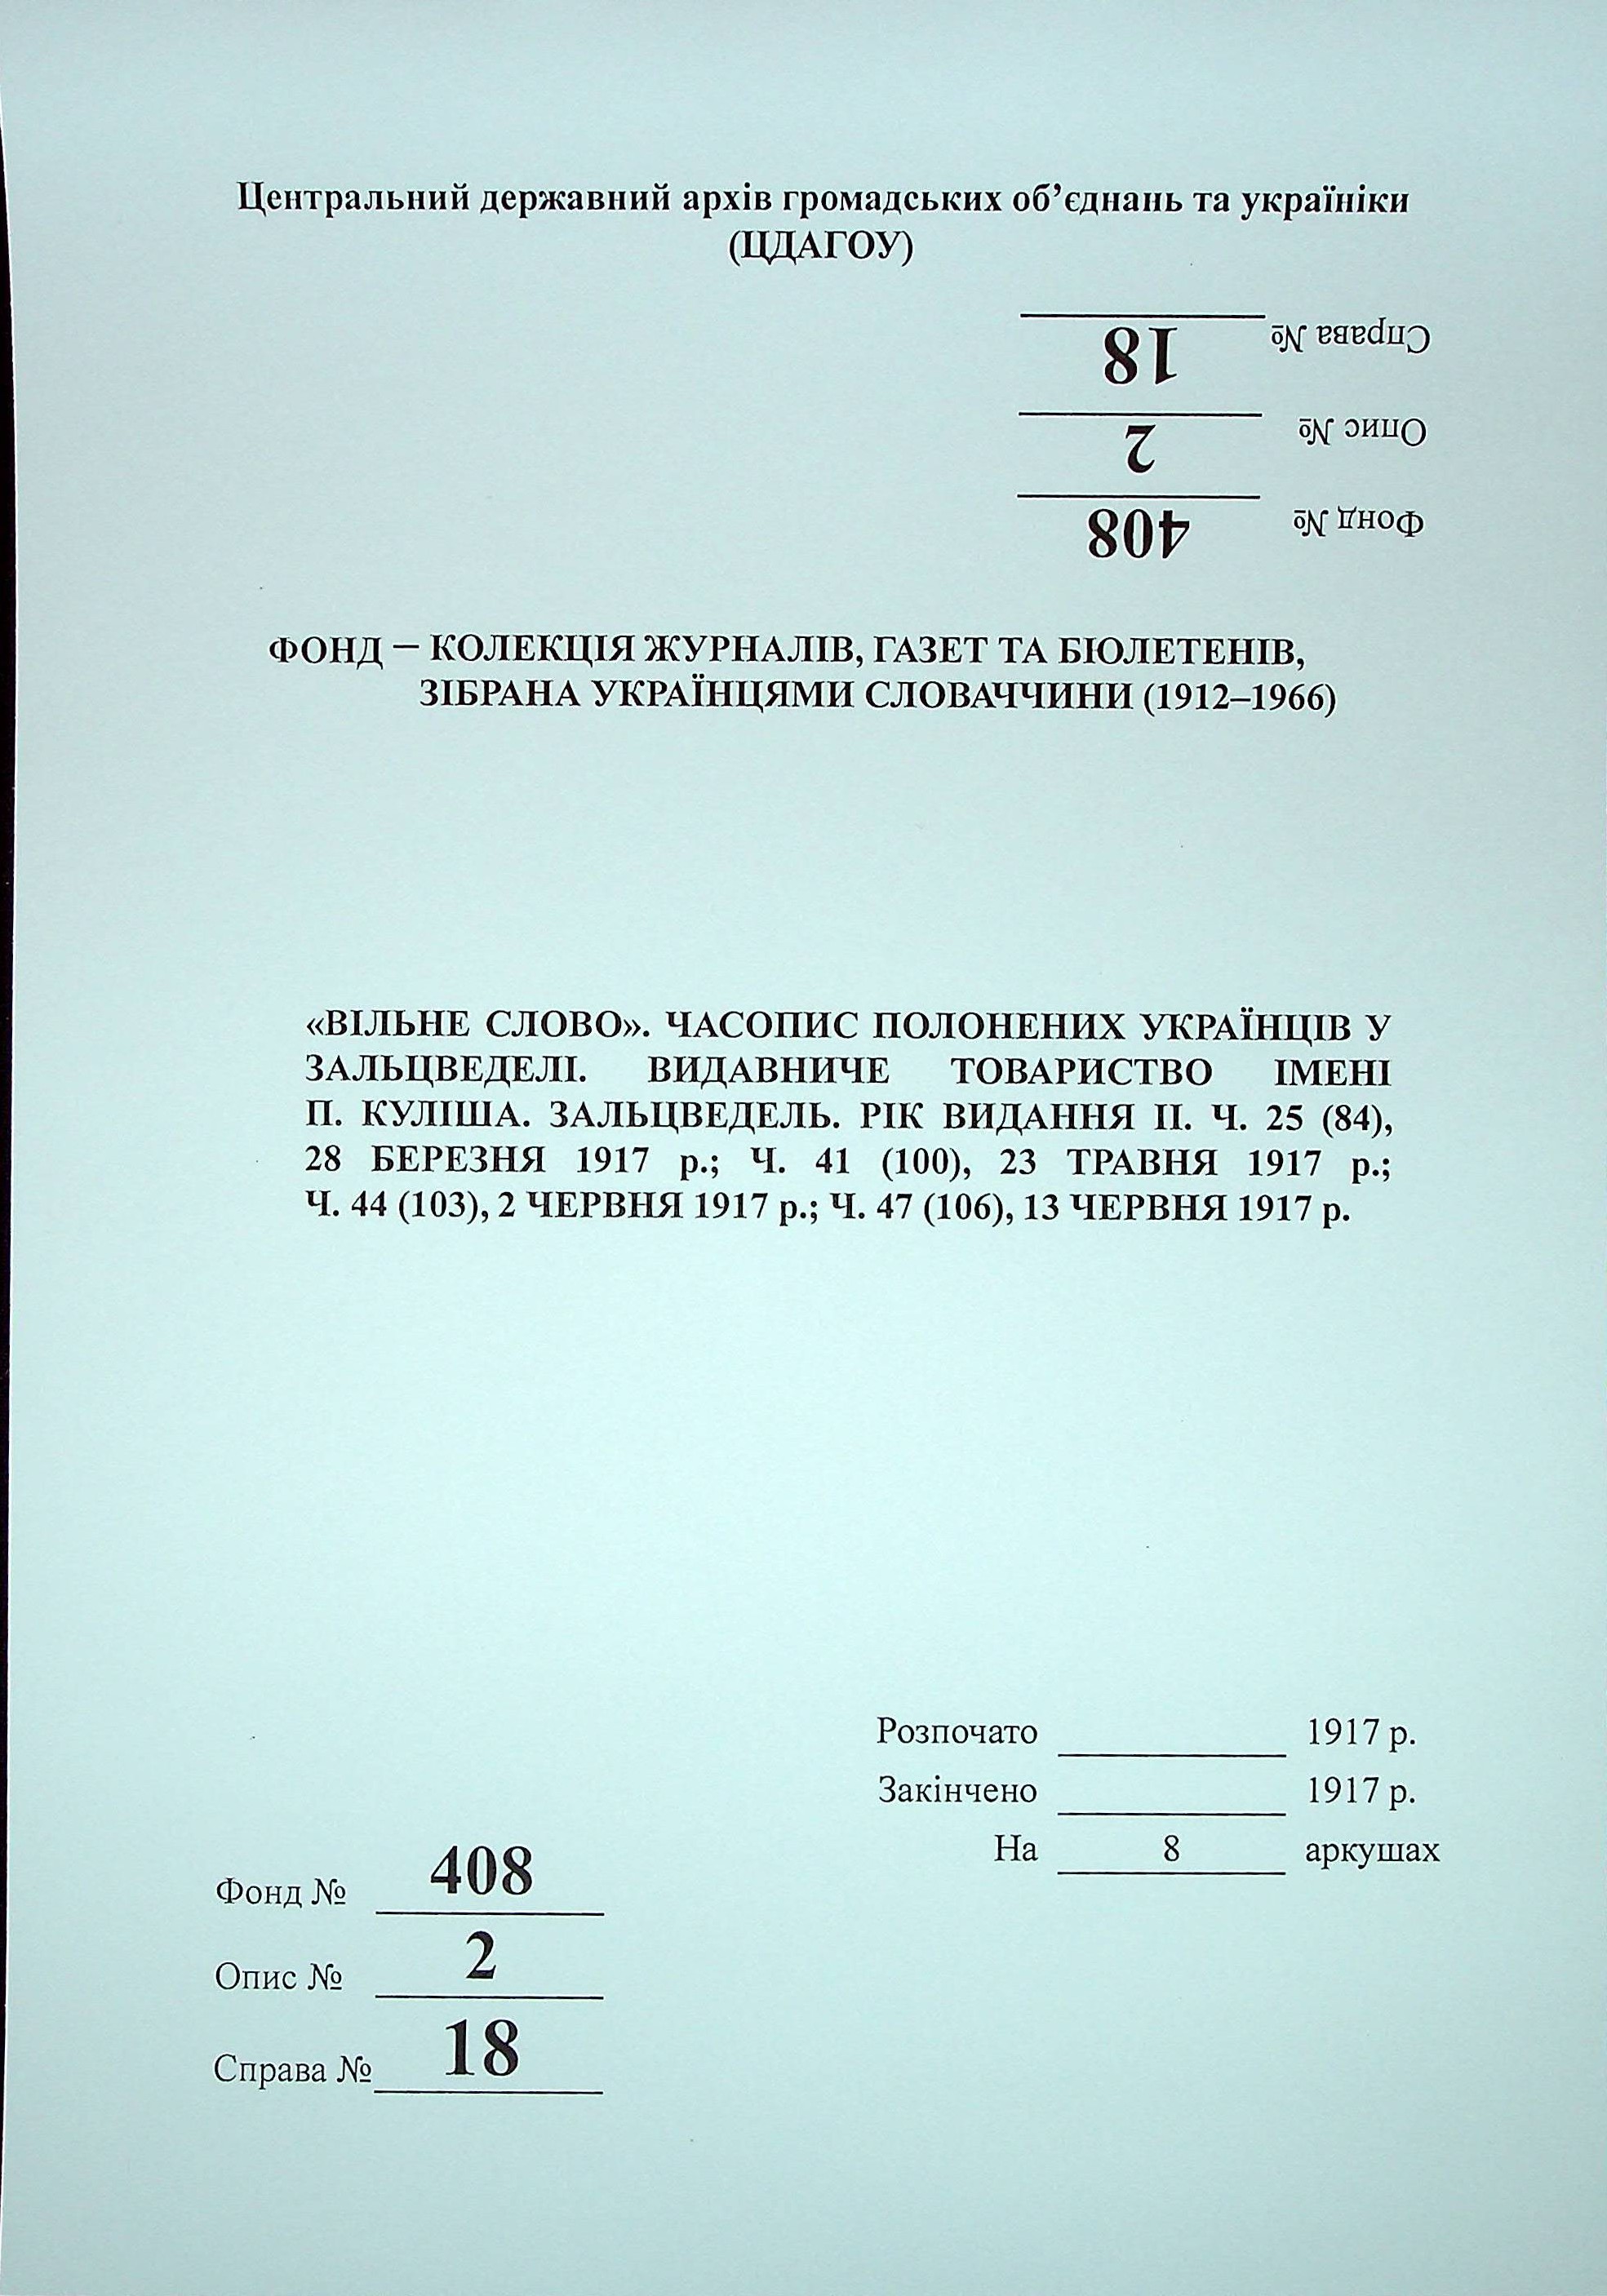 Центральний державний архів громадських об’єднань та україніки
(ЦДАГОУ)
Справа № 18
Опис № 2
Фонд № 408
ФОНД – КОЛЕКЦІЯ ЖУРНАЛІВ, ГАЗЕТ ТА БЮЛЕТЕНІВ,
ЗІБРАНА УКРАЇНЦЯМИ СЛОВАЧЧИНИ (1912–1966)
«ВІЛЬНЕ СЛОВО». ЧАСОПИС ПОЛОНЕНИХ УКРАЇНЦІВ У
ЗАЛЬЦВЕДЕЛІ. ВИДАВНИЧЕ ТОВАРИСТВО ІМЕНІ
П. КУЛІША. ЗАЛЬЦВЕДЕЛЬ. РІК ВИДАННЯ ІІ. Ч. 25 (84),
28 БЕРЕЗНЯ 1917 р.; Ч. 41 (100), 23 ТРАВНЯ 1917 р.;
Ч. 44 (103), 2 ЧЕРВНЯ 1917 р.; Ч. 47 (106), 13 ЧЕРВНЯ 1917 р.
Розпочато 1917 р.
Закінчено 1917 р.
На 8 аркушах
Фонд № 408
Опис № 2
Справа № 18